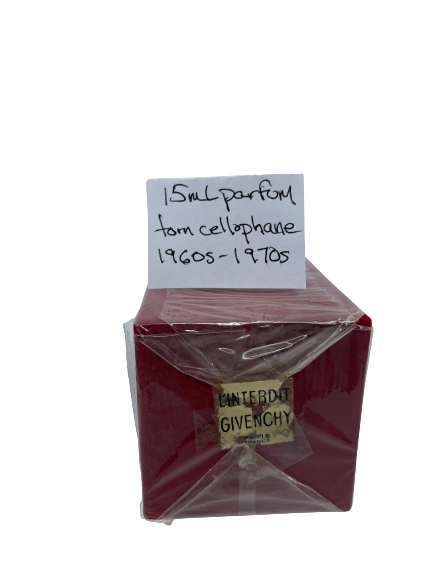 15mL parfum
torn cellophane
1960s-1970s
L'INTERDIT
GIVENCHY